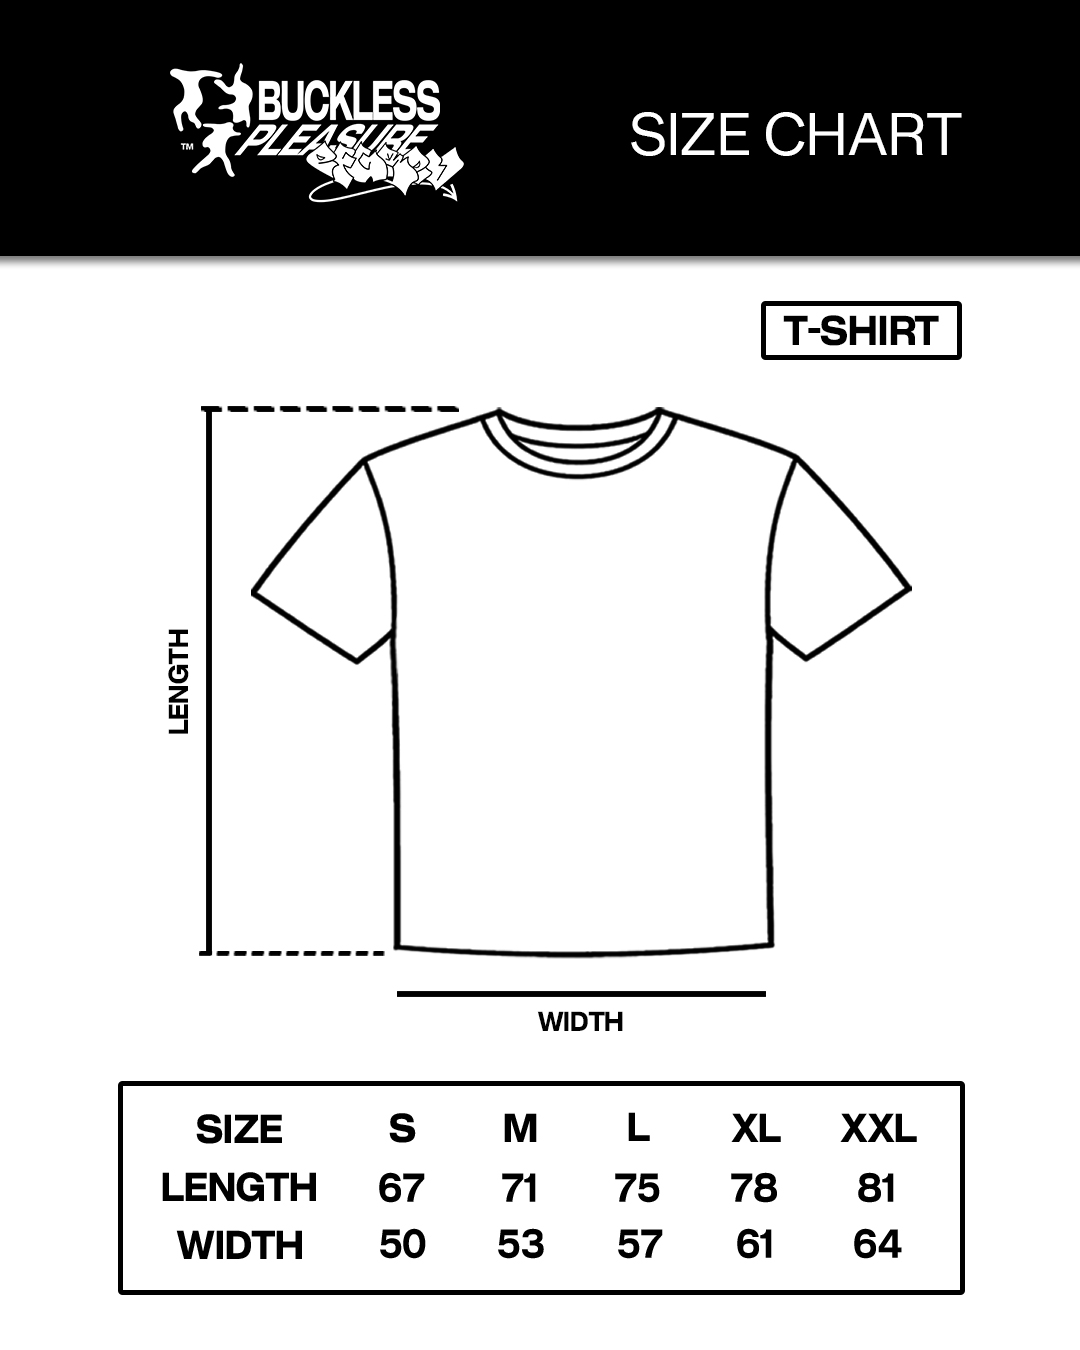 BUCKLESS
PLEASURE
TM
SIZE CHART
T-SHIRT
LENGTH
WIDTH
SIZE S M L XL XXL
LENGTH 67 71 75 78 81
WIDTH 50 53 57 61 64